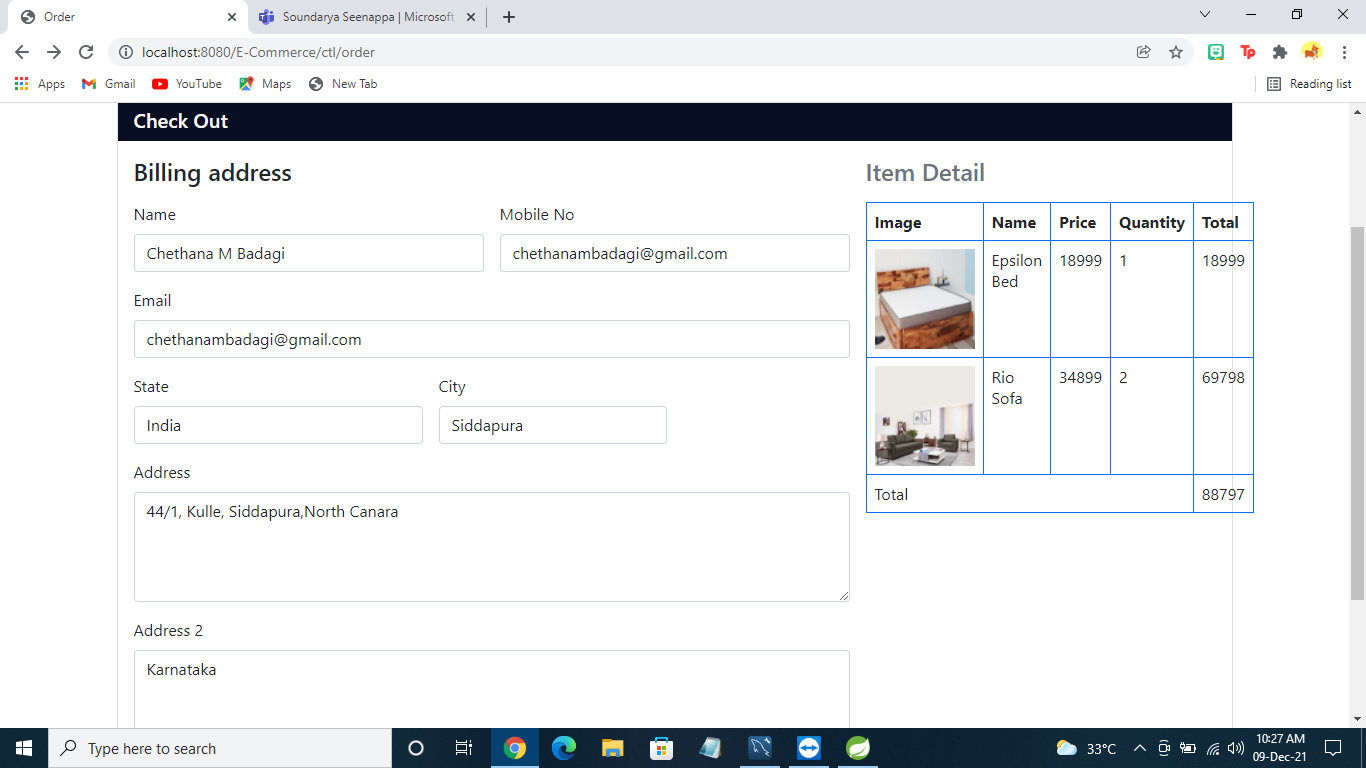 Order
Soundarya Seenappa | Microsoft
localhost:8080/E-Commerce/ctl/order
Apps Gmail YouTube Maps New Tab Reading list
Check Out
Billing address
Name Mobile No
Chethana M Badagi chethanambadagi@gmail.com
Email
chethanambadagi@gmail.com
State City
India Siddapura
Address
44/1, Kulle, Siddapura,North Canara
Address 2
Karnataka
Item Detail
Image Name Price Quantity Total
Epsilon Bed 18999 1 18999
Rio Sofa 34899 2 69798
Total 88797
Type here to search
33°C
10:27 AM
09-Dec-21